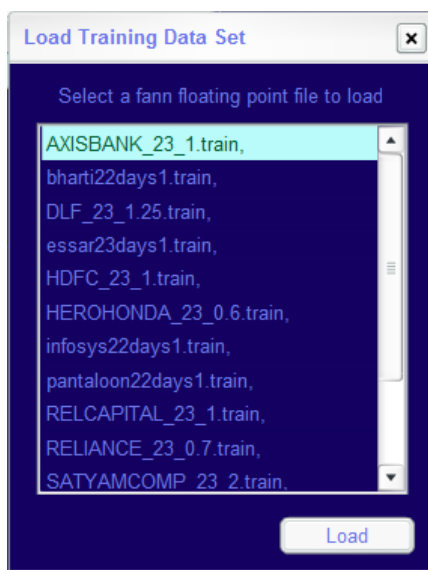 Load Training Data Set
Select a fann floating point file to load
AXISBANK_23_1.train,
bharti22days1.train,
DLF_23_1.25.train,
essar23days1.train,
HDFC_23_1.train,
HEROHONDA_23_0.6.train,
infosys22days1.train,
pantaloon22days1.train,
RELCAPITAL_23_1.train,
RELIANCE_23_0.7.train,
SATYAMCOMP_23_2.train,
Load